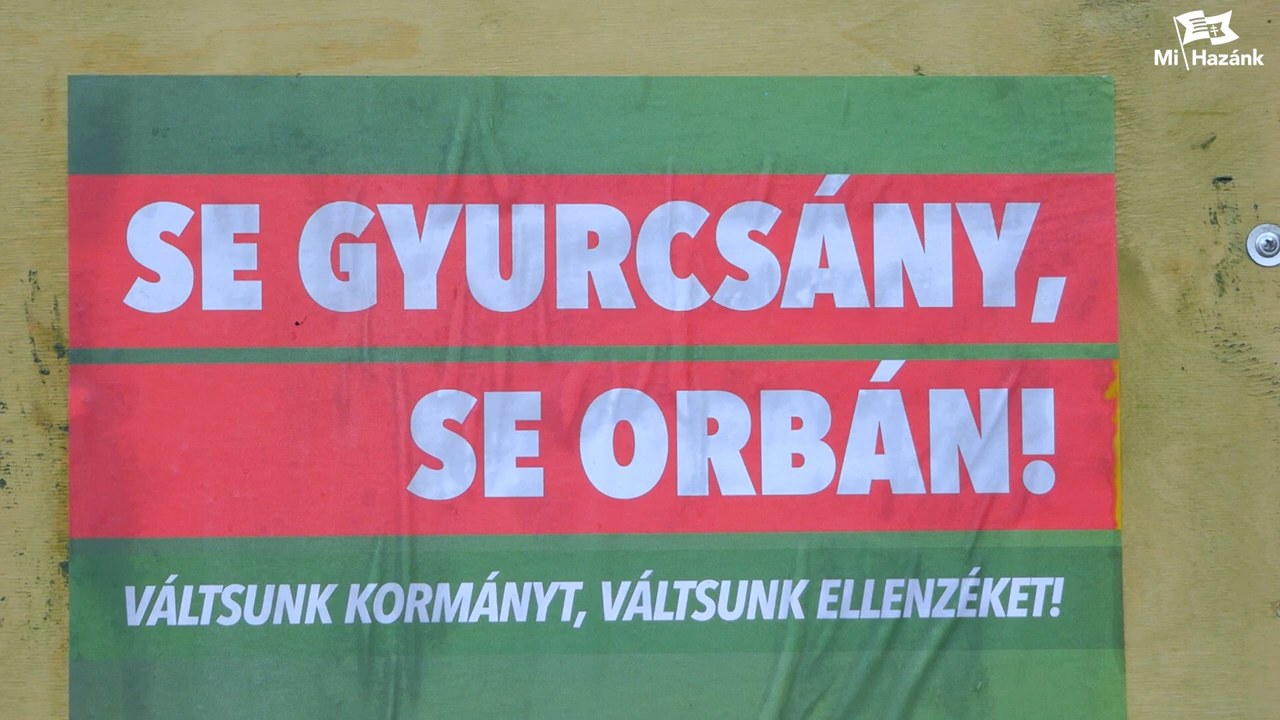 Mi Hazánk
SE GYURCSÁNY,
SE ORBÁN!
VÁLTSUNK KORMÁNYT, VÁLTSUNK ELLENZÉKET!